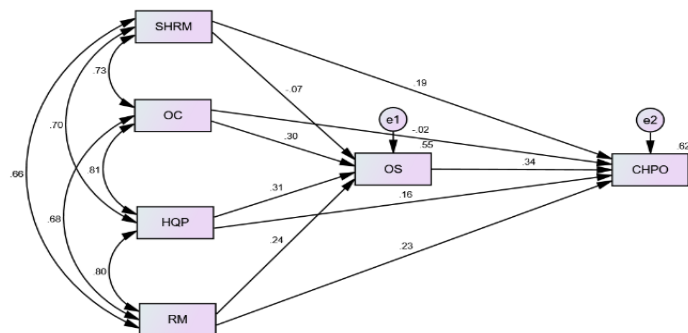 SHRM
.73
.19
-.07
OC
e1
e2
.70
.30
-.02
.55
.62
.81
OS
.34
CHPO
.66
.31
.16
.68
HQP
.24
.23
.80
RM